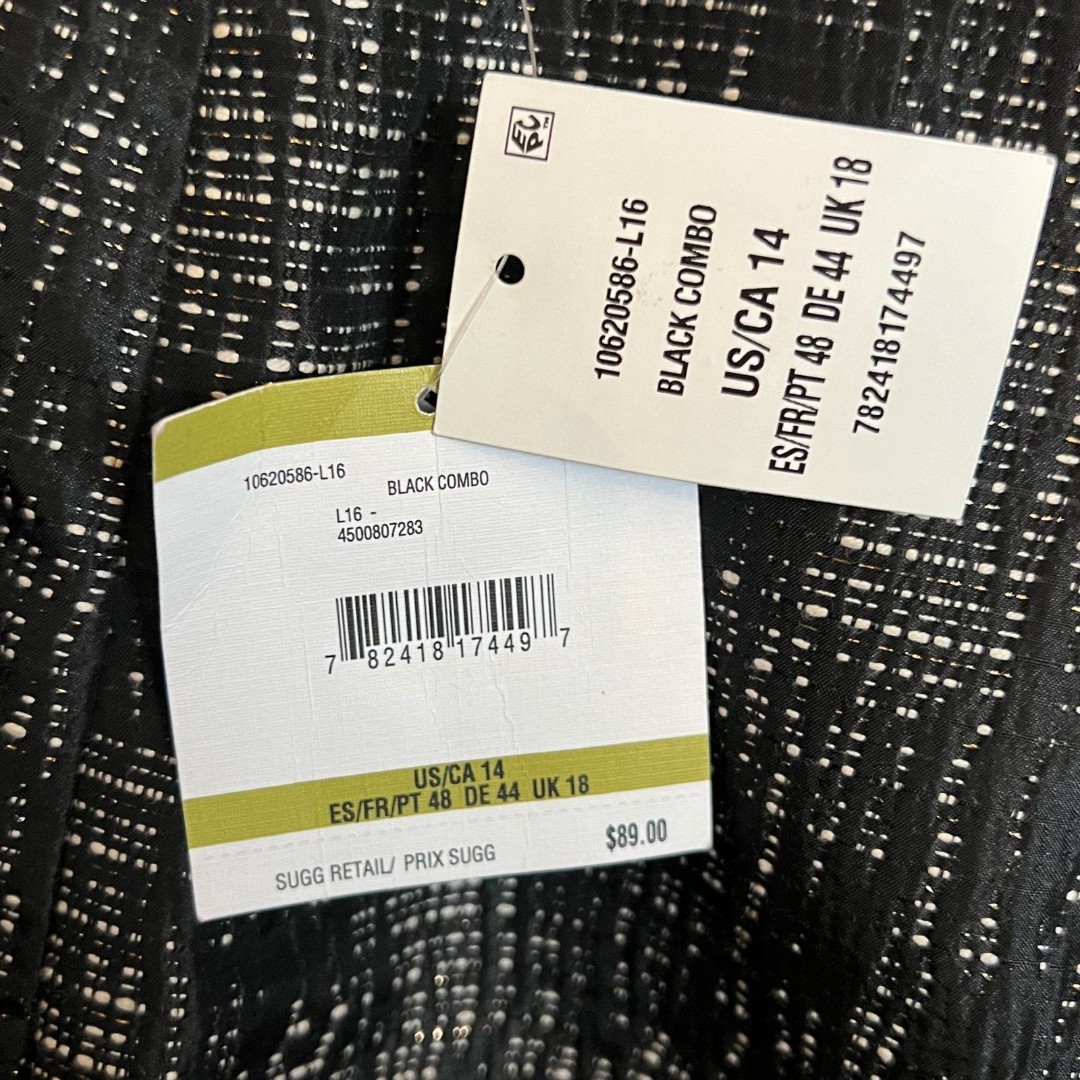 EPC™
10620586-L16
BLACK COMBO
US/CA 14
ES/FR/PT 48 DE 44 UK 18
782418174497
10620586-L16 BLACK COMBO
L16 -
4500807283
7 82418 17449 7
US/CA 14
ES/FR/PT 48 DE 44 UK 18
SUGG RETAIL/ PRIX SUGG $89.00